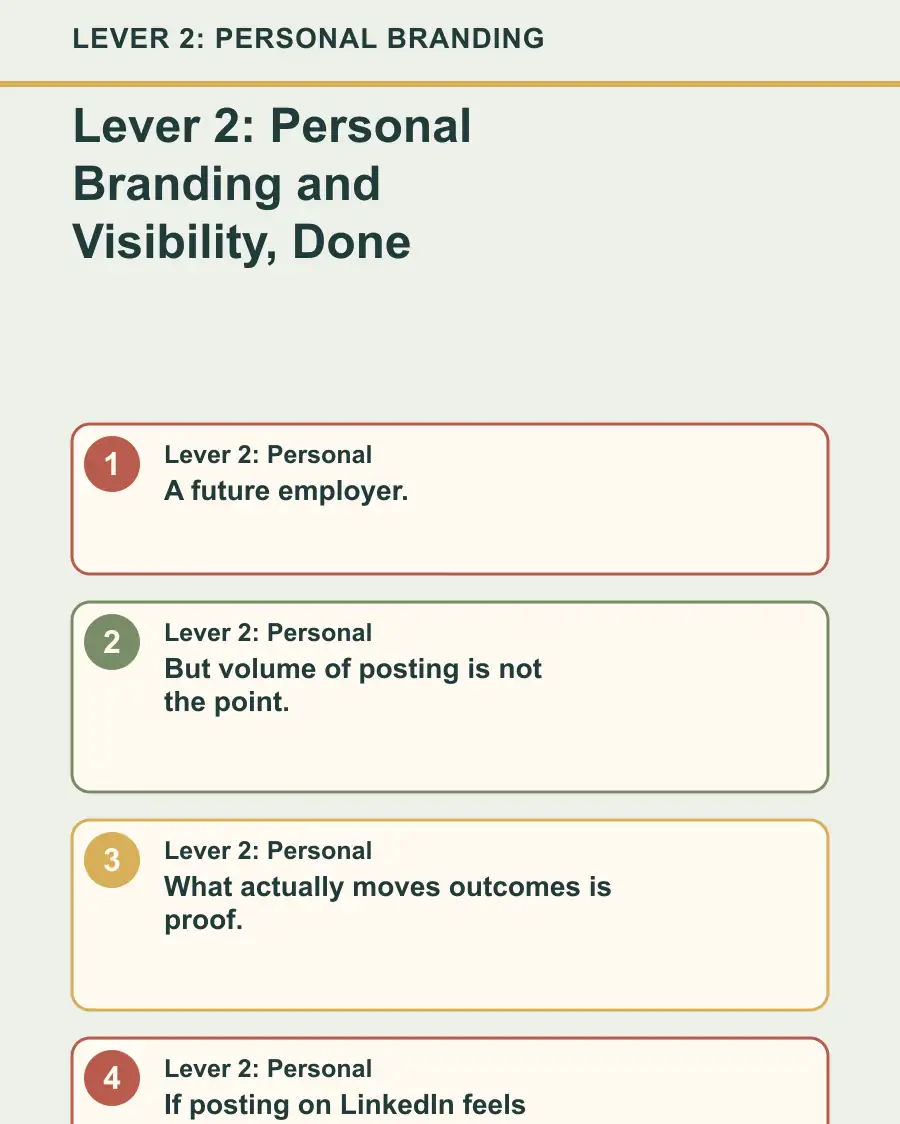 LEVER 2: PERSONAL BRANDING
Lever 2: Personal
Branding and
Visibility, Done
1
Lever 2: Personal
A future employer.
2
Lever 2: Personal
But volume of posting is not
the point.
3
Lever 2: Personal
What actually moves outcomes is
proof.
4
Lever 2: Personal
If posting on LinkedIn feels